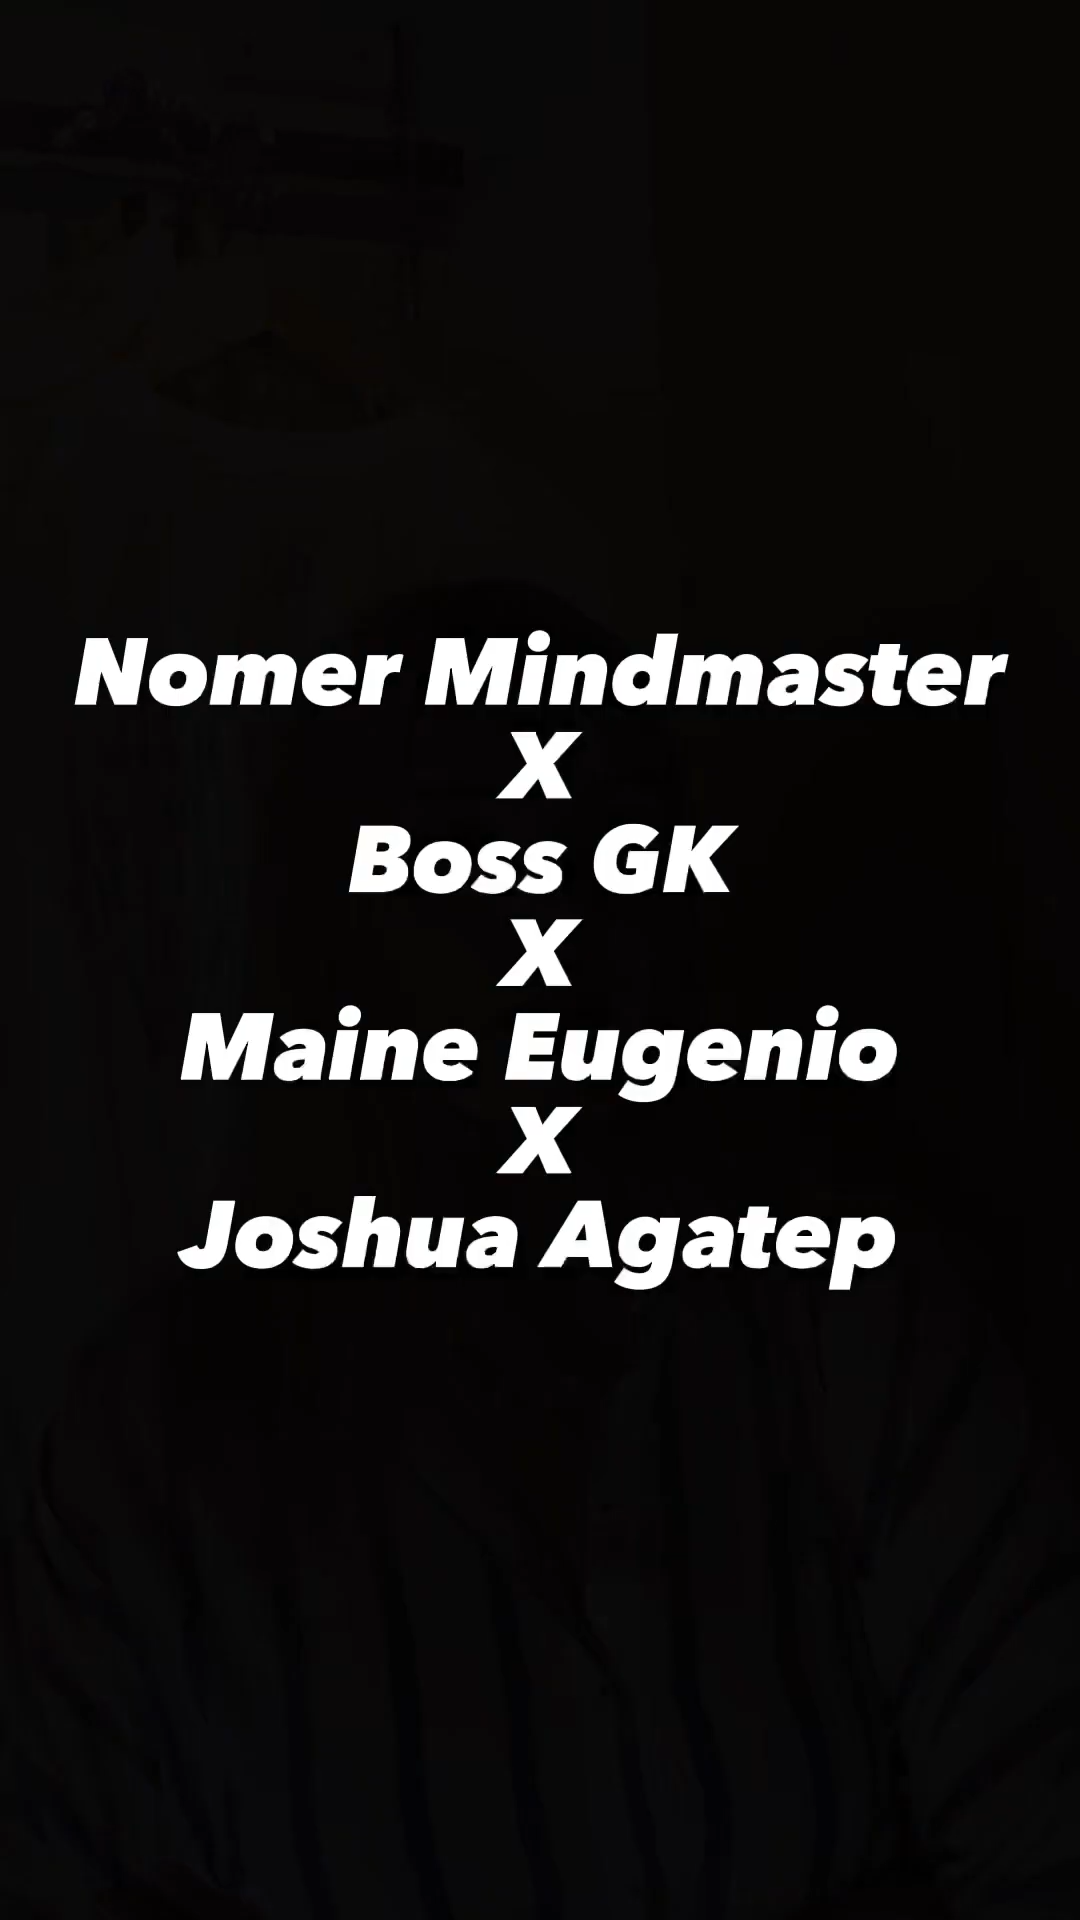 Nomer Mindmaster
X
Boss GK
X
Maine Eugenio
X
Joshua Agatep